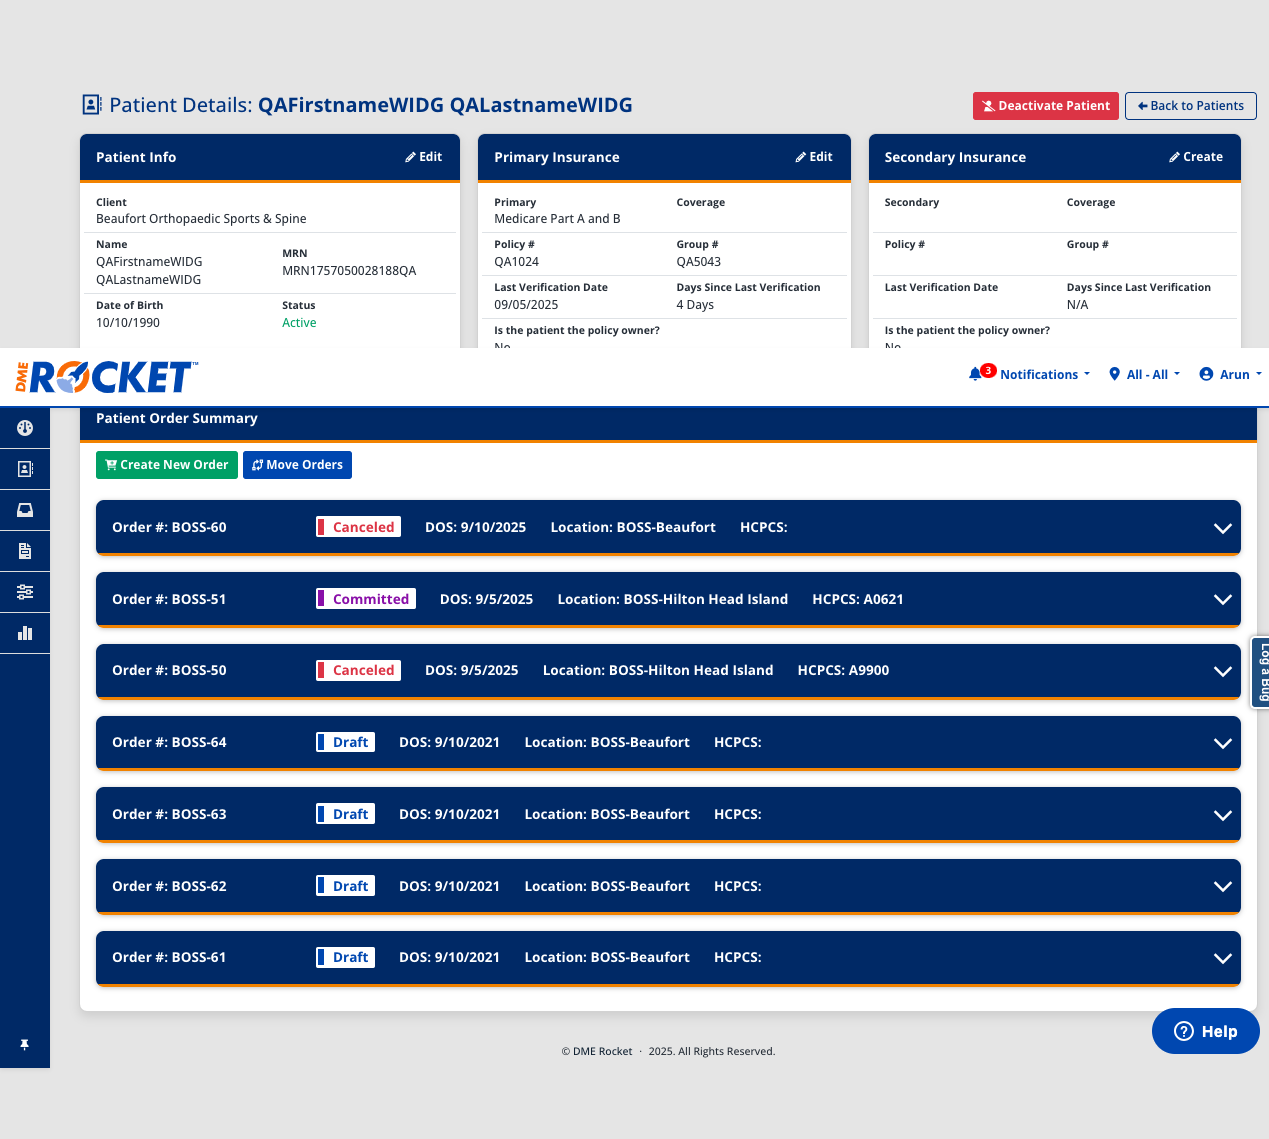 Patient Details: QAFirstnameWIDG QALastnameWIDG
Deactivate Patient
Back to Patients
Patient Info
Edit
Client
Beaufort Orthopaedic Sports & Spine
Name
QAFirstnameWIDG
QALastnameWIDG
MRN
MRN1757050028188QA
Date of Birth
10/10/1990
Status
Active
Primary Insurance
Edit
Primary
Medicare Part A and B
Coverage
Policy #
QA1024
Group #
QA5043
Last Verification Date
09/05/2025
Days Since Last Verification
4 Days
Is the patient the policy owner?
No
Secondary Insurance
Create
Secondary
Coverage
Policy #
Group #
Last Verification Date
Days Since Last Verification
N/A
Is the patient the policy owner?
No
DME ROCKET™
3 Notifications
All - All
Arun
Patient Order Summary
Create New Order
Move Orders
Order #: BOSS-60 Canceled DOS: 9/10/2025 Location: BOSS-Beaufort HCPCS:
Order #: BOSS-51 Committed DOS: 9/5/2025 Location: BOSS-Hilton Head Island HCPCS: A0621
Order #: BOSS-50 Canceled DOS: 9/5/2025 Location: BOSS-Hilton Head Island HCPCS: A9900
Order #: BOSS-64 Draft DOS: 9/10/2021 Location: BOSS-Beaufort HCPCS:
Order #: BOSS-63 Draft DOS: 9/10/2021 Location: BOSS-Beaufort HCPCS:
Order #: BOSS-62 Draft DOS: 9/10/2021 Location: BOSS-Beaufort HCPCS:
Order #: BOSS-61 Draft DOS: 9/10/2021 Location: BOSS-Beaufort HCPCS:
Log a Bug
Help
© DME Rocket · 2025. All Rights Reserved.